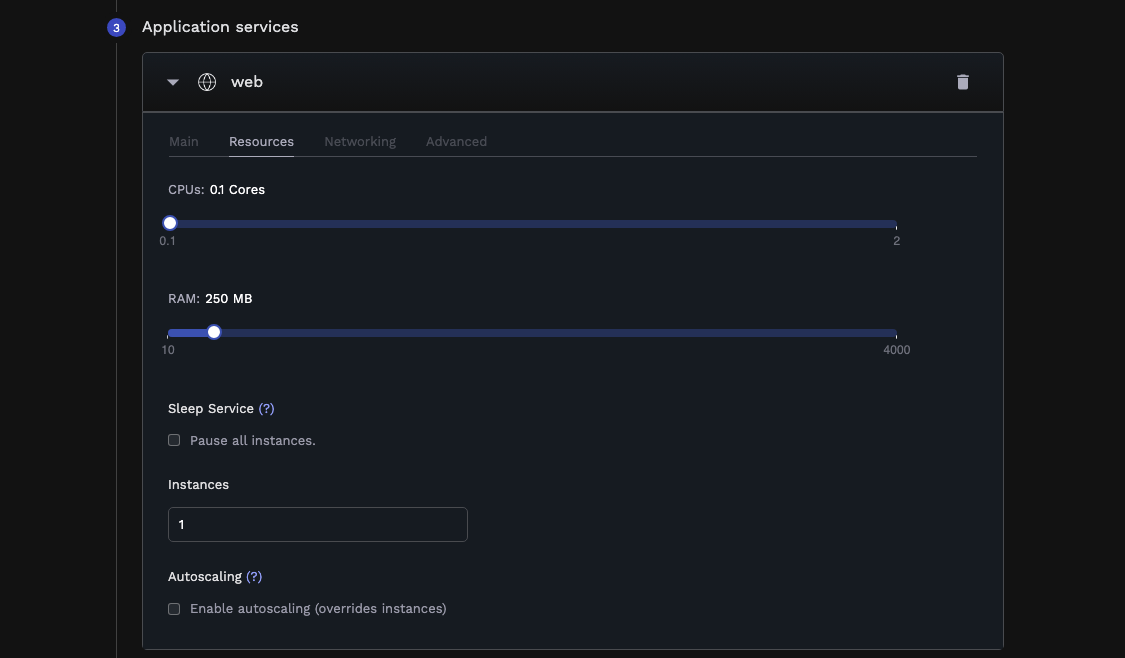 3 Application services
web
Main Resources Networking Advanced
CPUs: 0.1 Cores
0.1 2
RAM: 250 MB
10 4000
Sleep Service (?)
Pause all instances.
Instances
1
Autoscaling (?)
Enable autoscaling (overrides instances)